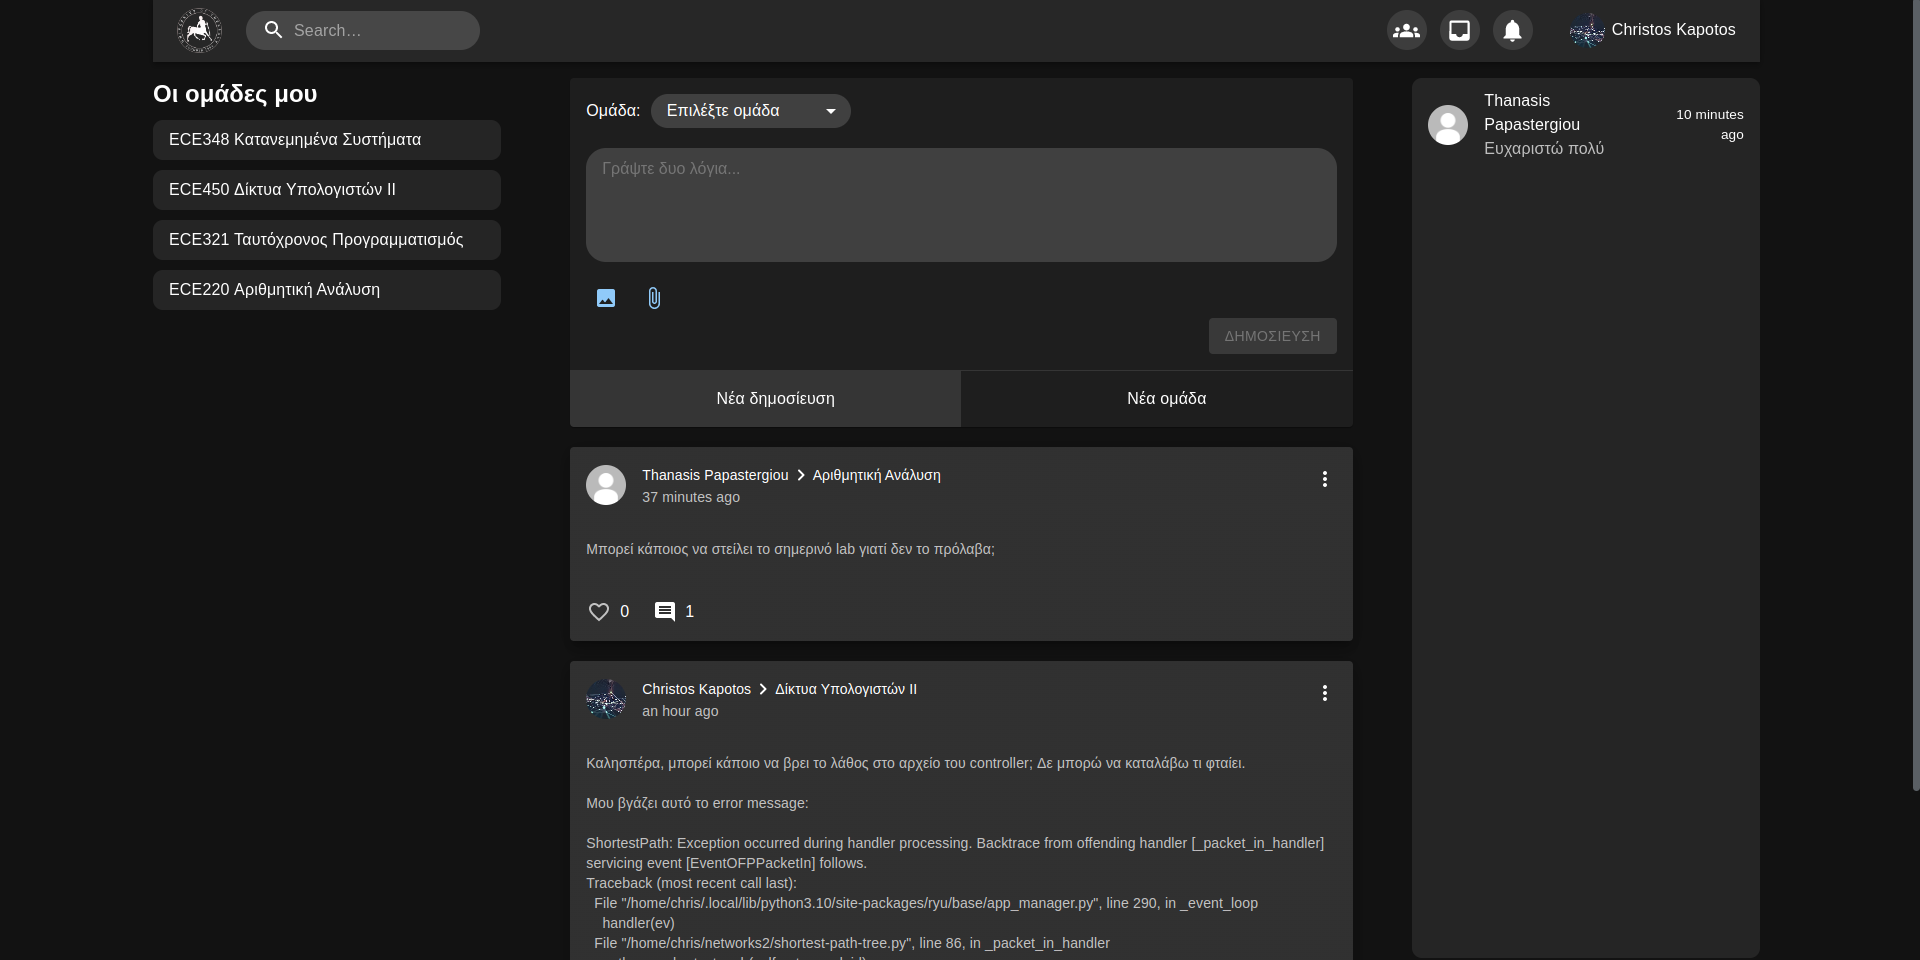 Search…
Christos Kapotos
Οι ομάδες μου
ECE348 Κατανεμημένα Συστήματα
ECE450 Δίκτυα Υπολογιστών ΙΙ
ECE321 Ταυτόχρονος Προγραμματισμός
ECE220 Αριθμητική Ανάλυση
Ομάδα:
Επιλέξτε ομάδα
Γράψτε δυο λόγια...
ΔΗΜΟΣΙΕΥΣΗ
Νέα δημοσίευση
Νέα ομάδα
Thanasis Papastergiou
Αριθμητική Ανάλυση
37 minutes ago
Μπορεί κάποιος να στείλει το σημερινό lab γιατί δεν το πρόλαβα;
0
1
Christos Kapotos
Δίκτυα Υπολογιστών ΙΙ
an hour ago
Καλησπέρα, μπορεί κάποιο να βρει το λάθος στο αρχείο του controller; Δε μπορώ να καταλάβω τι φταίει.
Μου βγάζει αυτό το error message:
ShortestPath: Exception occurred during handler processing. Backtrace from offending handler [_packet_in_handler]
servicing event [EventOFPPacketIn] follows.
Traceback (most recent call last):
File "/home/chris/.local/lib/python3.10/site-packages/ryu/base/app_manager.py", line 290, in _event_loop
handler(ev)
File "/home/chris/networks2/shortest-path-tree.py", line 86, in _packet_in_handler
Thanasis
Papastergiou
Ευχαριστώ πολύ
10 minutes
ago